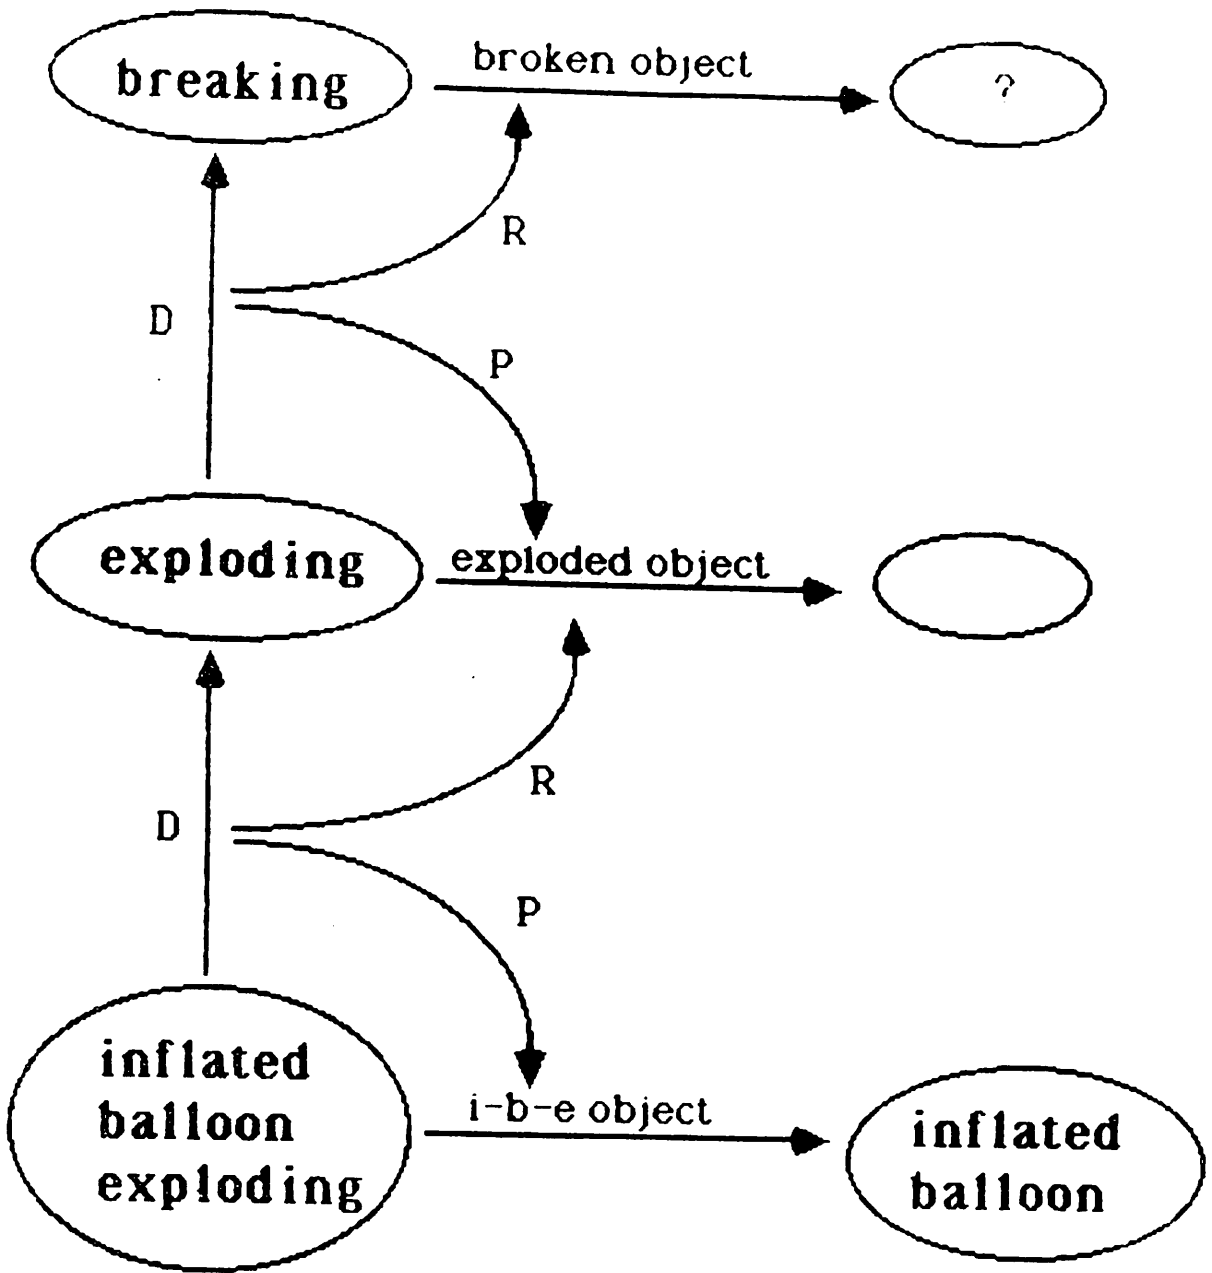 breaking
broken object
?
R
D
P
exploding
exploded object
R
D
P
inflated
balloon
exploding
i-b-e object
inflated
balloon